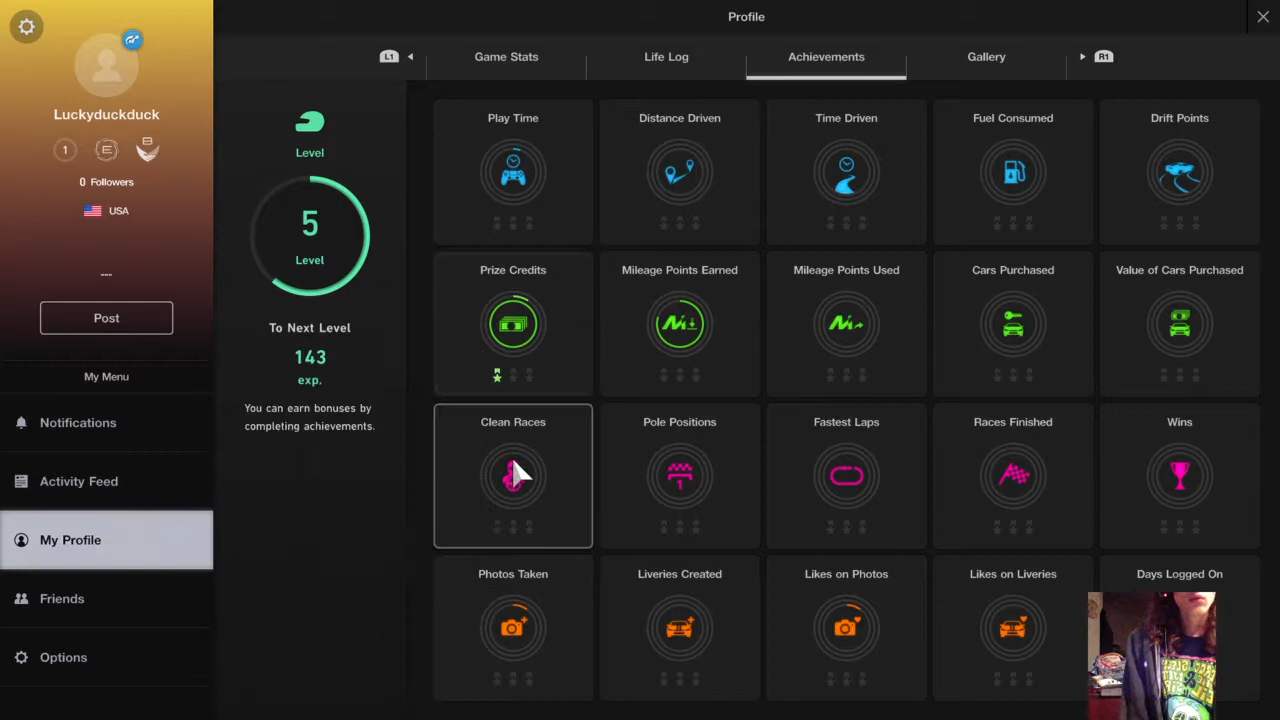 Profile
L1
Game Stats
Life Log
Achievements
Gallery
R1
Luckyduckduck
1
E
B
0 Followers
USA
---
Post
My Menu
Notifications
Activity Feed
My Profile
Friends
Options
Level
5
Level
To Next Level
143
exp.
You can earn bonuses by
completing achievements.
Play Time
Distance Driven
Time Driven
Fuel Consumed
Drift Points
Prize Credits
Mileage Points Earned
Mileage Points Used
Cars Purchased
Value of Cars Purchased
Clean Races
Pole Positions
1
Fastest Laps
Races Finished
Wins
Photos Taken
Liveries Created
Likes on Photos
Likes on Liveries
Days Logged On